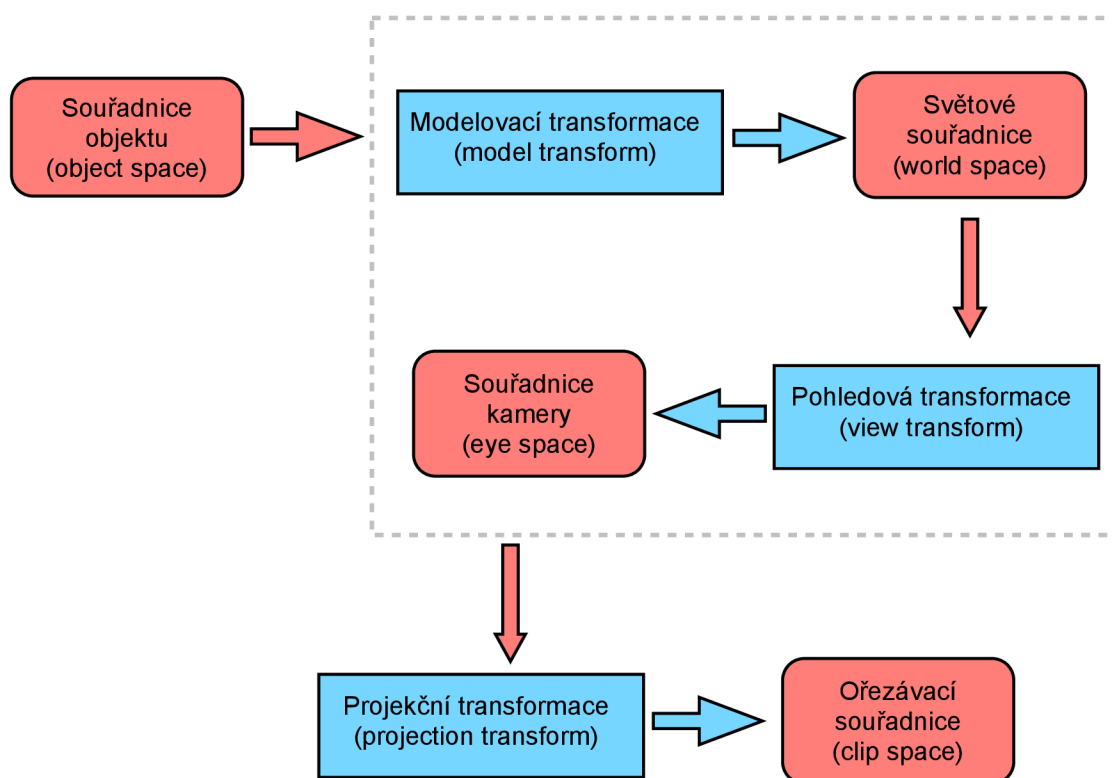 Souřadnice
objektu
(object space)
Modelovací transformace
(model transform)
Světové
souřadnice
(world space)
Souřadnice
kamery
(eye space)
Pohledová transformace
(view transform)
Projekční transformace
(projection transform)
Ořezávací
souřadnice
(clip space)